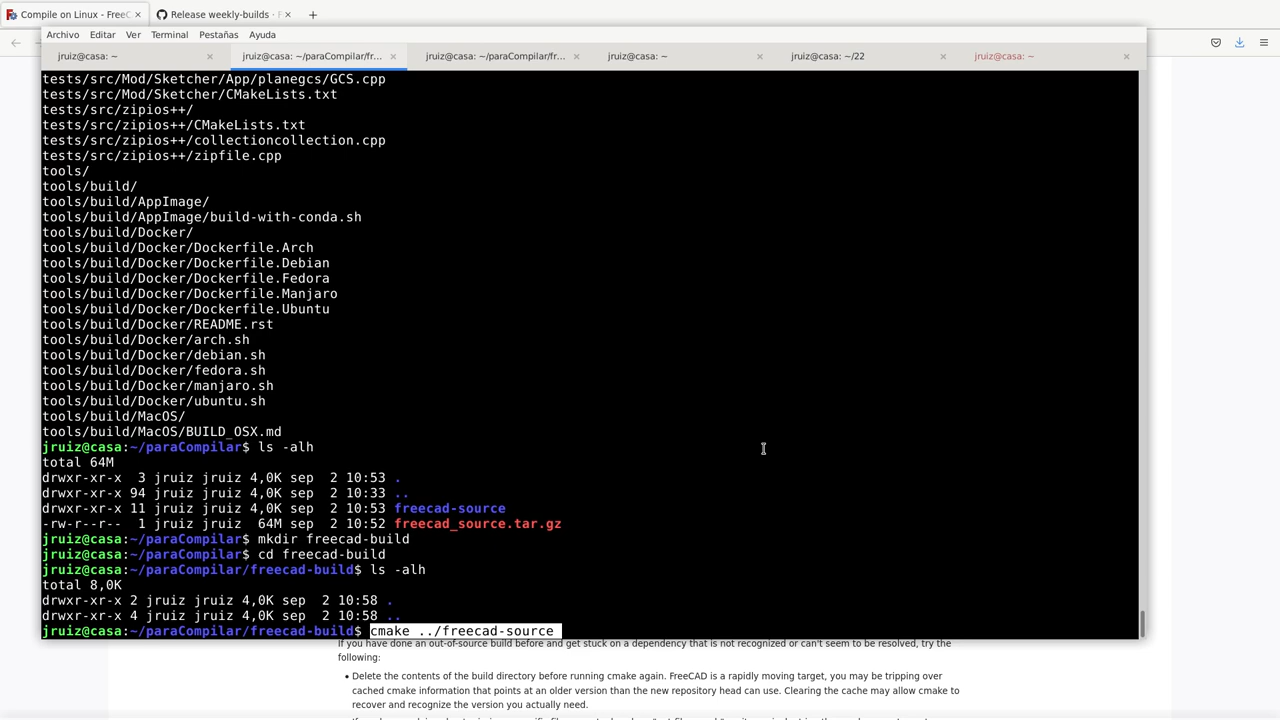 Compile on Linux - FreeC
Release weekly-builds · F
Archivo Editar Ver Terminal Pestañas Ayuda
jruiz@casa: ~
jruiz@casa: ~/paraCompilar/fr...
jruiz@casa: ~/paraCompilar/fr...
jruiz@casa: ~
jruiz@casa: ~/22
jruiz@casa: ~
tests/src/Mod/Sketcher/App/planegcs/GCS.cpp
tests/src/Mod/Sketcher/CMakeLists.txt
tests/src/zipios++/
tests/src/zipios++/CMakeLists.txt
tests/src/zipios++/collectioncollection.cpp
tests/src/zipios++/zipfile.cpp
tools/
tools/build/
tools/build/AppImage/
tools/build/AppImage/build-with-conda.sh
tools/build/Docker/
tools/build/Docker/Dockerfile.Arch
tools/build/Docker/Dockerfile.Debian
tools/build/Docker/Dockerfile.Fedora
tools/build/Docker/Dockerfile.Manjaro
tools/build/Docker/Dockerfile.Ubuntu
tools/build/Docker/README.rst
tools/build/Docker/arch.sh
tools/build/Docker/debian.sh
tools/build/Docker/fedora.sh
tools/build/Docker/manjaro.sh
tools/build/Docker/ubuntu.sh
tools/build/MacOS/
tools/build/MacOS/BUILD_OSX.md
jruiz@casa:~/paraCompilar$ ls -alh
total 64M
drwxr-xr-x  3 jruiz jruiz 4,0K sep  2 10:53 .
drwxr-xr-x 94 jruiz jruiz 4,0K sep  2 10:33 ..
drwxr-xr-x 11 jruiz jruiz 4,0K sep  2 10:53 freecad-source
-rw-r--r--  1 jruiz jruiz  64M sep  2 10:52 freecad_source.tar.gz
jruiz@casa:~/paraCompilar$ mkdir freecad-build
jruiz@casa:~/paraCompilar$ cd freecad-build
jruiz@casa:~/paraCompilar/freecad-build$ ls -alh
total 8,0K
drwxr-xr-x 2 jruiz jruiz 4,0K sep  2 10:58 .
drwxr-xr-x 4 jruiz jruiz 4,0K sep  2 10:58 ..
jruiz@casa:~/paraCompilar/freecad-build$ cmake ../freecad-source
If you have done an out-of-source build before and get stuck on a dependency that is not recognized or can't seem to be resolved, try the
following:
• Delete the contents of the build directory before running cmake again. FreeCAD is a rapidly moving target, you may be tripping over
cached cmake information that points at an older version than the new repository head can use. Clearing the cache may allow cmake to
recover and recognize the version you actually need.